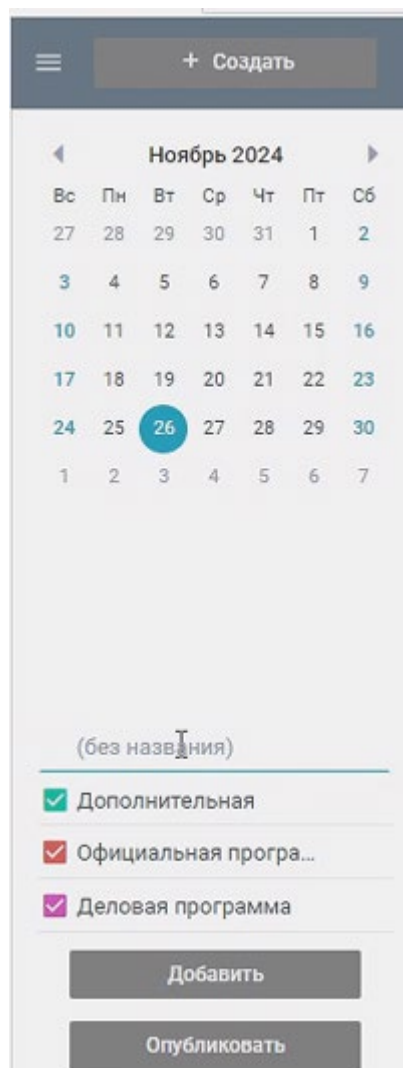 + Создать
Ноябрь 2024
Вс Пн Вт Ср Чт Пт Сб
27 28 29 30 31 1 2
3 4 5 6 7 8 9
10 11 12 13 14 15 16
17 18 19 20 21 22 23
24 25 26 27 28 29 30
1 2 3 4 5 6 7
(без названия)
Дополнительная
Официальная програ...
Деловая программа
Добавить
Опубликовать